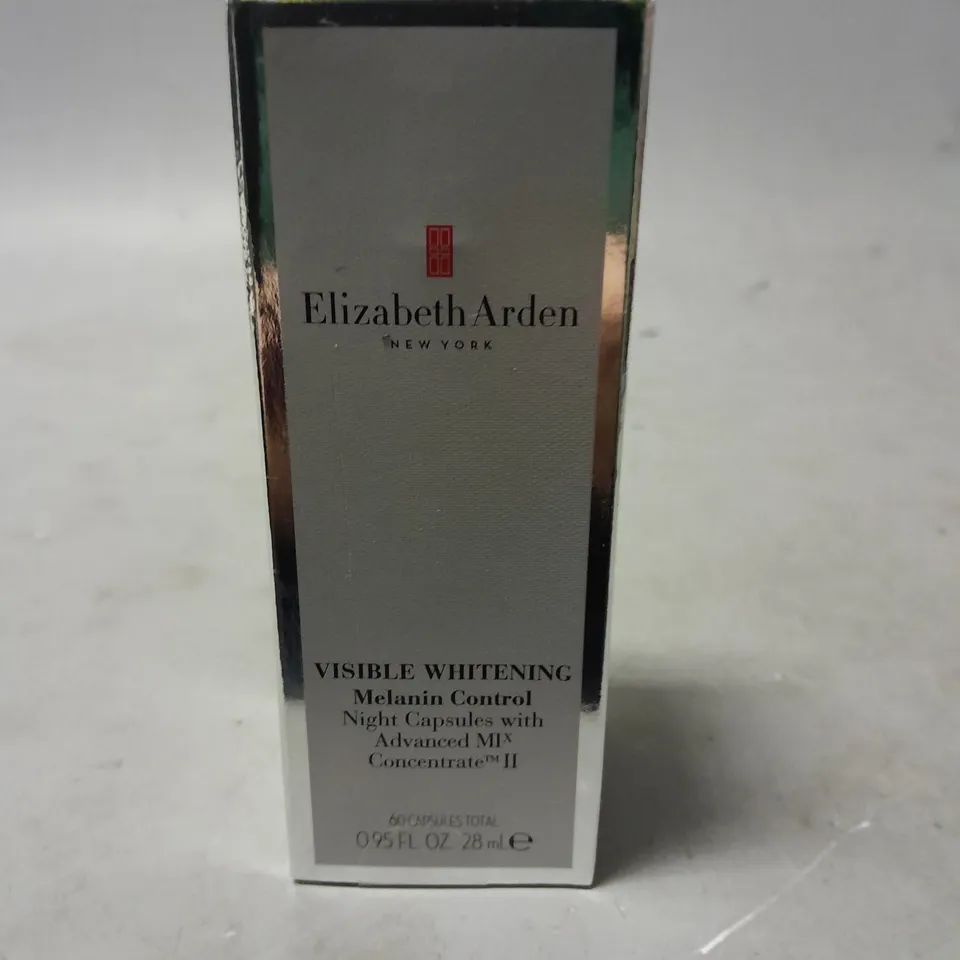 Elizabeth Arden
NEW YORK
VISIBLE WHITENING
Melanin Control
Night Capsules with
Advanced MIˣ
Concentrate™ II
60 CAPSULES TOTAL
0.95 FL. OZ. 28 mL ℮